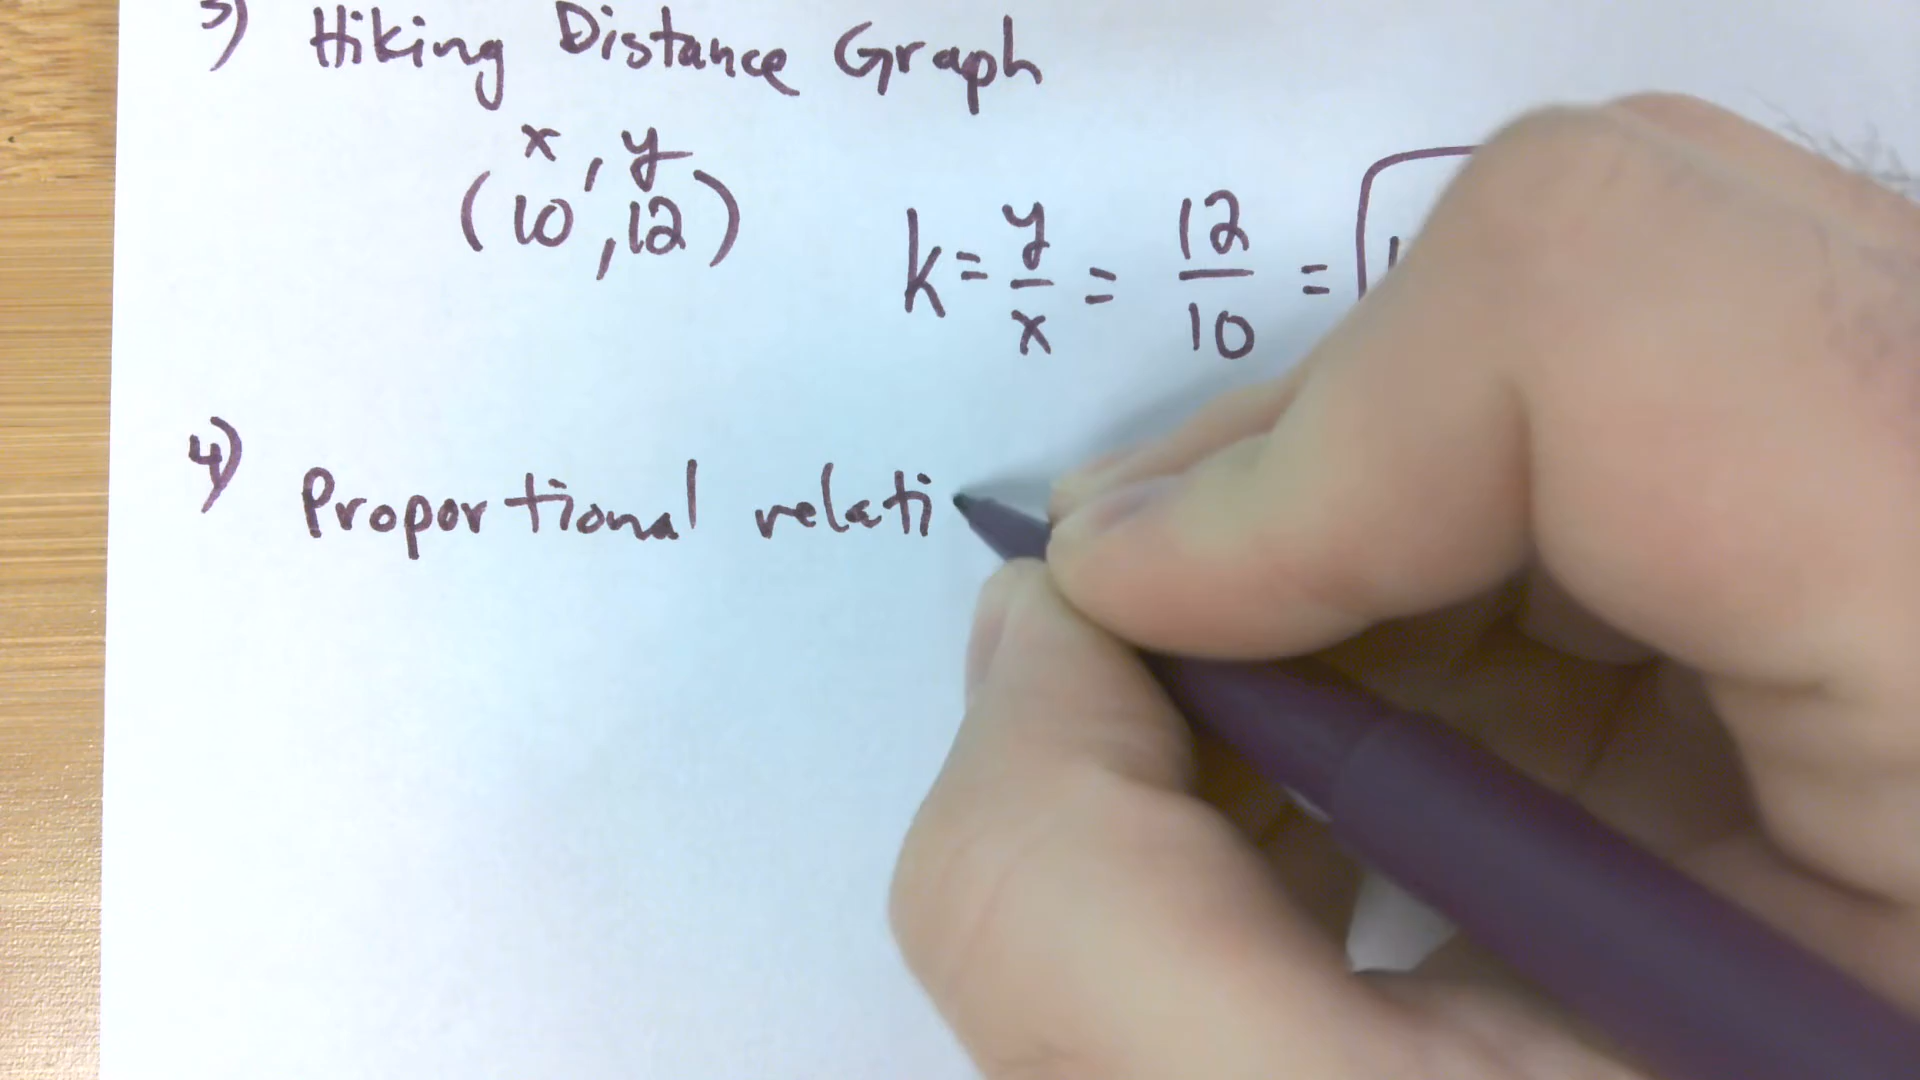 3) Hiking Distance Graph
x, y
(10, 12)
k = y/x = 12/10 =
4) Proportional relati